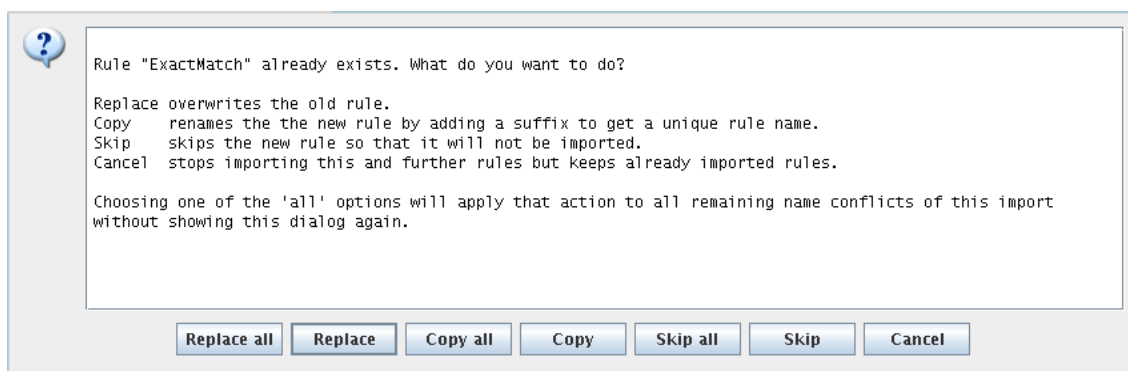 Rule "ExactMatch" already exists. What do you want to do?
Replace overwrites the old rule.
Copy renames the the new rule by adding a suffix to get a unique rule name.
Skip skips the new rule so that it will not be imported.
Cancel stops importing this and further rules but keeps already imported rules.
Choosing one of the 'all' options will apply that action to all remaining name conflicts of this import
without showing this dialog again.
Replace all Replace Copy all Copy Skip all Skip Cancel